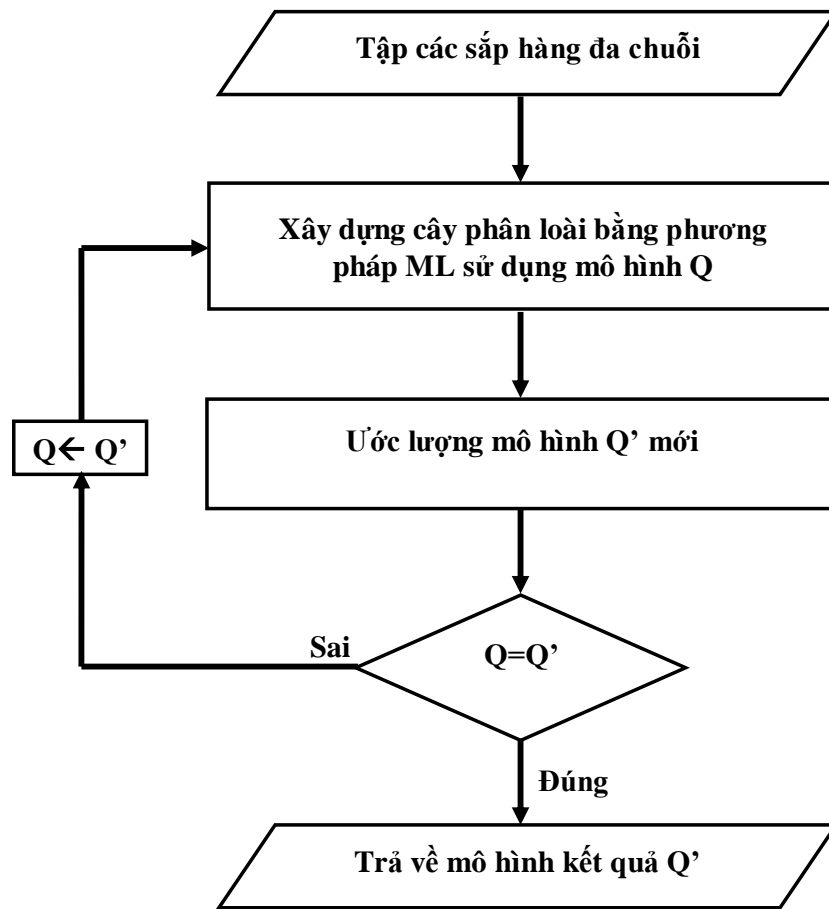 Tập các sắp hàng đa chuỗi
Xây dựng cây phân loài bằng phương
pháp ML sử dụng mô hình Q
Ước lượng mô hình Q’ mới
Q← Q’
Sai
Q=Q’
Đúng
Trả về mô hình kết quả Q’